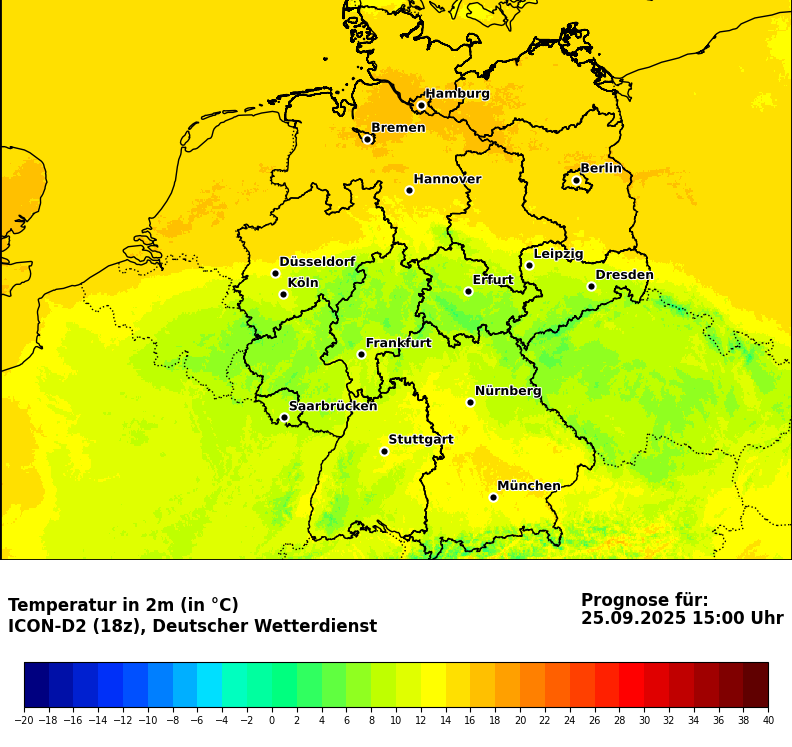 Hamburg
Bremen
Berlin
Hannover
Leipzig
Düsseldorf
Dresden
Köln
Erfurt
Frankfurt
Nürnberg
Saarbrücken
Stuttgart
München
Temperatur in 2m (in °C)
ICON-D2 (18z), Deutscher Wetterdienst
Prognose für:
25.09.2025 15:00 Uhr
−20 −18 −16 −14 −12 −10 −8 −6 −4 −2 0 2 4 6 8 10 12 14 16 18 20 22 24 26 28 30 32 34 36 38 40